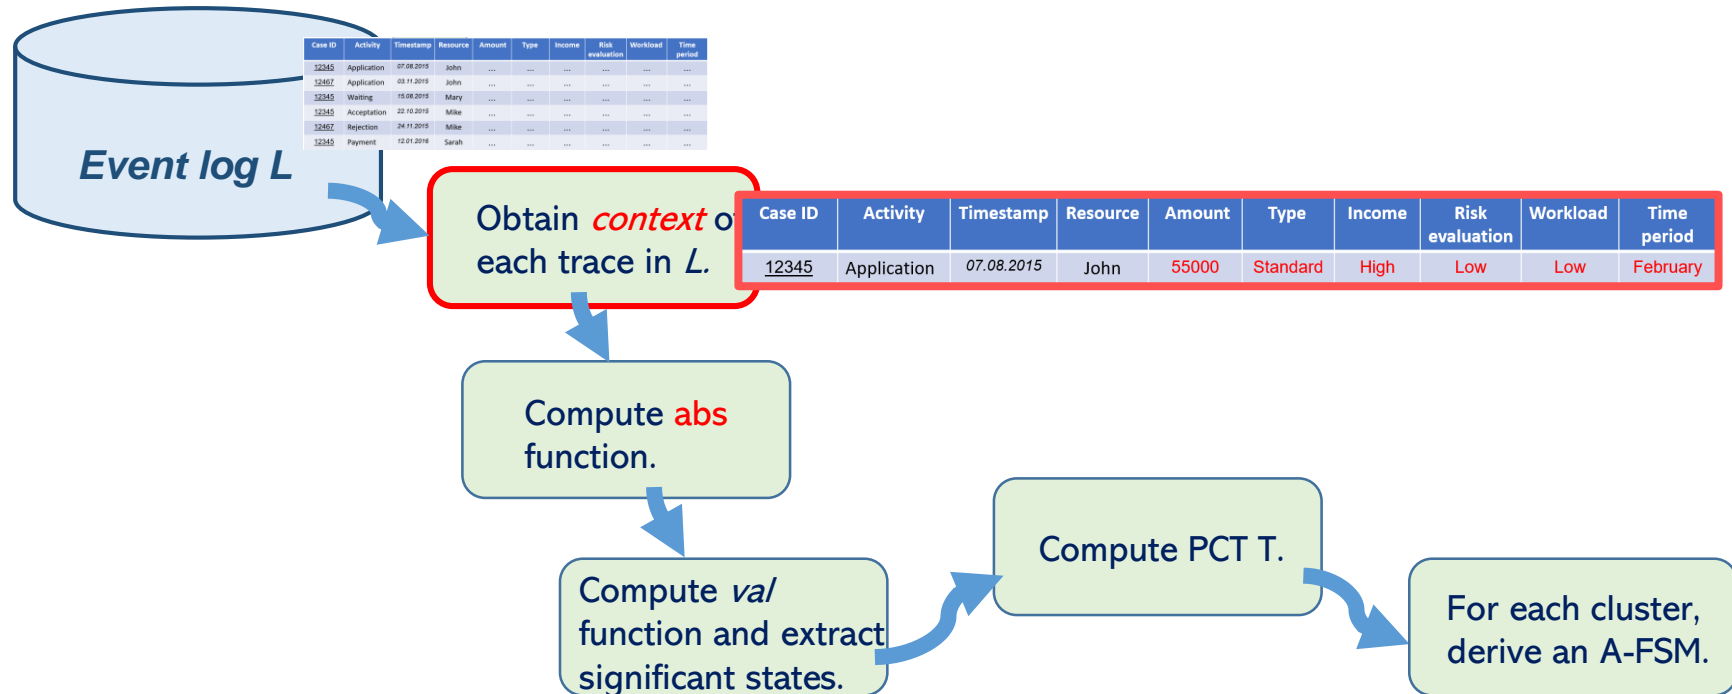 Case ID Activity Timestamp Resource Amount Type Income Risk evaluation Workload Time period
12345 Application 07.08.2015 John ... ... ... ... ... ...
12467 Application 03.11.2015 John ... ... ... ... ... ...
12345 Waiting 15.08.2015 Mary ... ... ... ... ... ...
12345 Acceptation 22.10.2015 Mike ... ... ... ... ... ...
12467 Rejection 24.11.2015 Mike ... ... ... ... ... ...
12345 Payment 12.01.2016 Sarah ... ... ... ... ... ...
Event log L
Obtain context of
each trace in L.
Case ID Activity Timestamp Resource Amount Type Income Risk evaluation Workload Time period
12345 Application 07.08.2015 John 55000 Standard High Low Low February
Compute abs
function.
Compute val
function and extract
significant states.
Compute PCT T.
For each cluster,
derive an A-FSM.